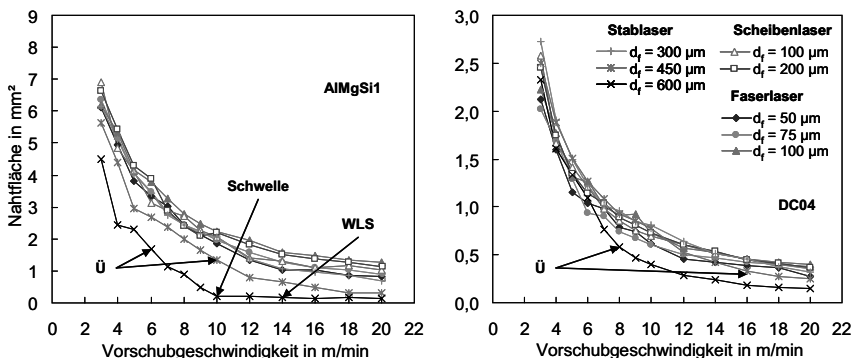 Nahtfläche in mm²
9
8
7
6
5
4
3
2
1
0
AlMgSi1
Schwelle
WLS
Ü
0 2 4 6 8 10 12 14 16 18 20 22
Vorschubgeschwindigkeit in m/min
3,0
2,5
2,0
1,5
1,0
0,5
0,0
Stablaser
d_f = 300 µm
d_f = 450 µm
d_f = 600 µm
Scheibenlaser
d_f = 100 µm
d_f = 200 µm
Faserlaser
d_f = 50 µm
d_f = 75 µm
d_f = 100 µm
DC04
Ü
0 2 4 6 8 10 12 14 16 18 20 22
Vorschubgeschwindigkeit in m/min